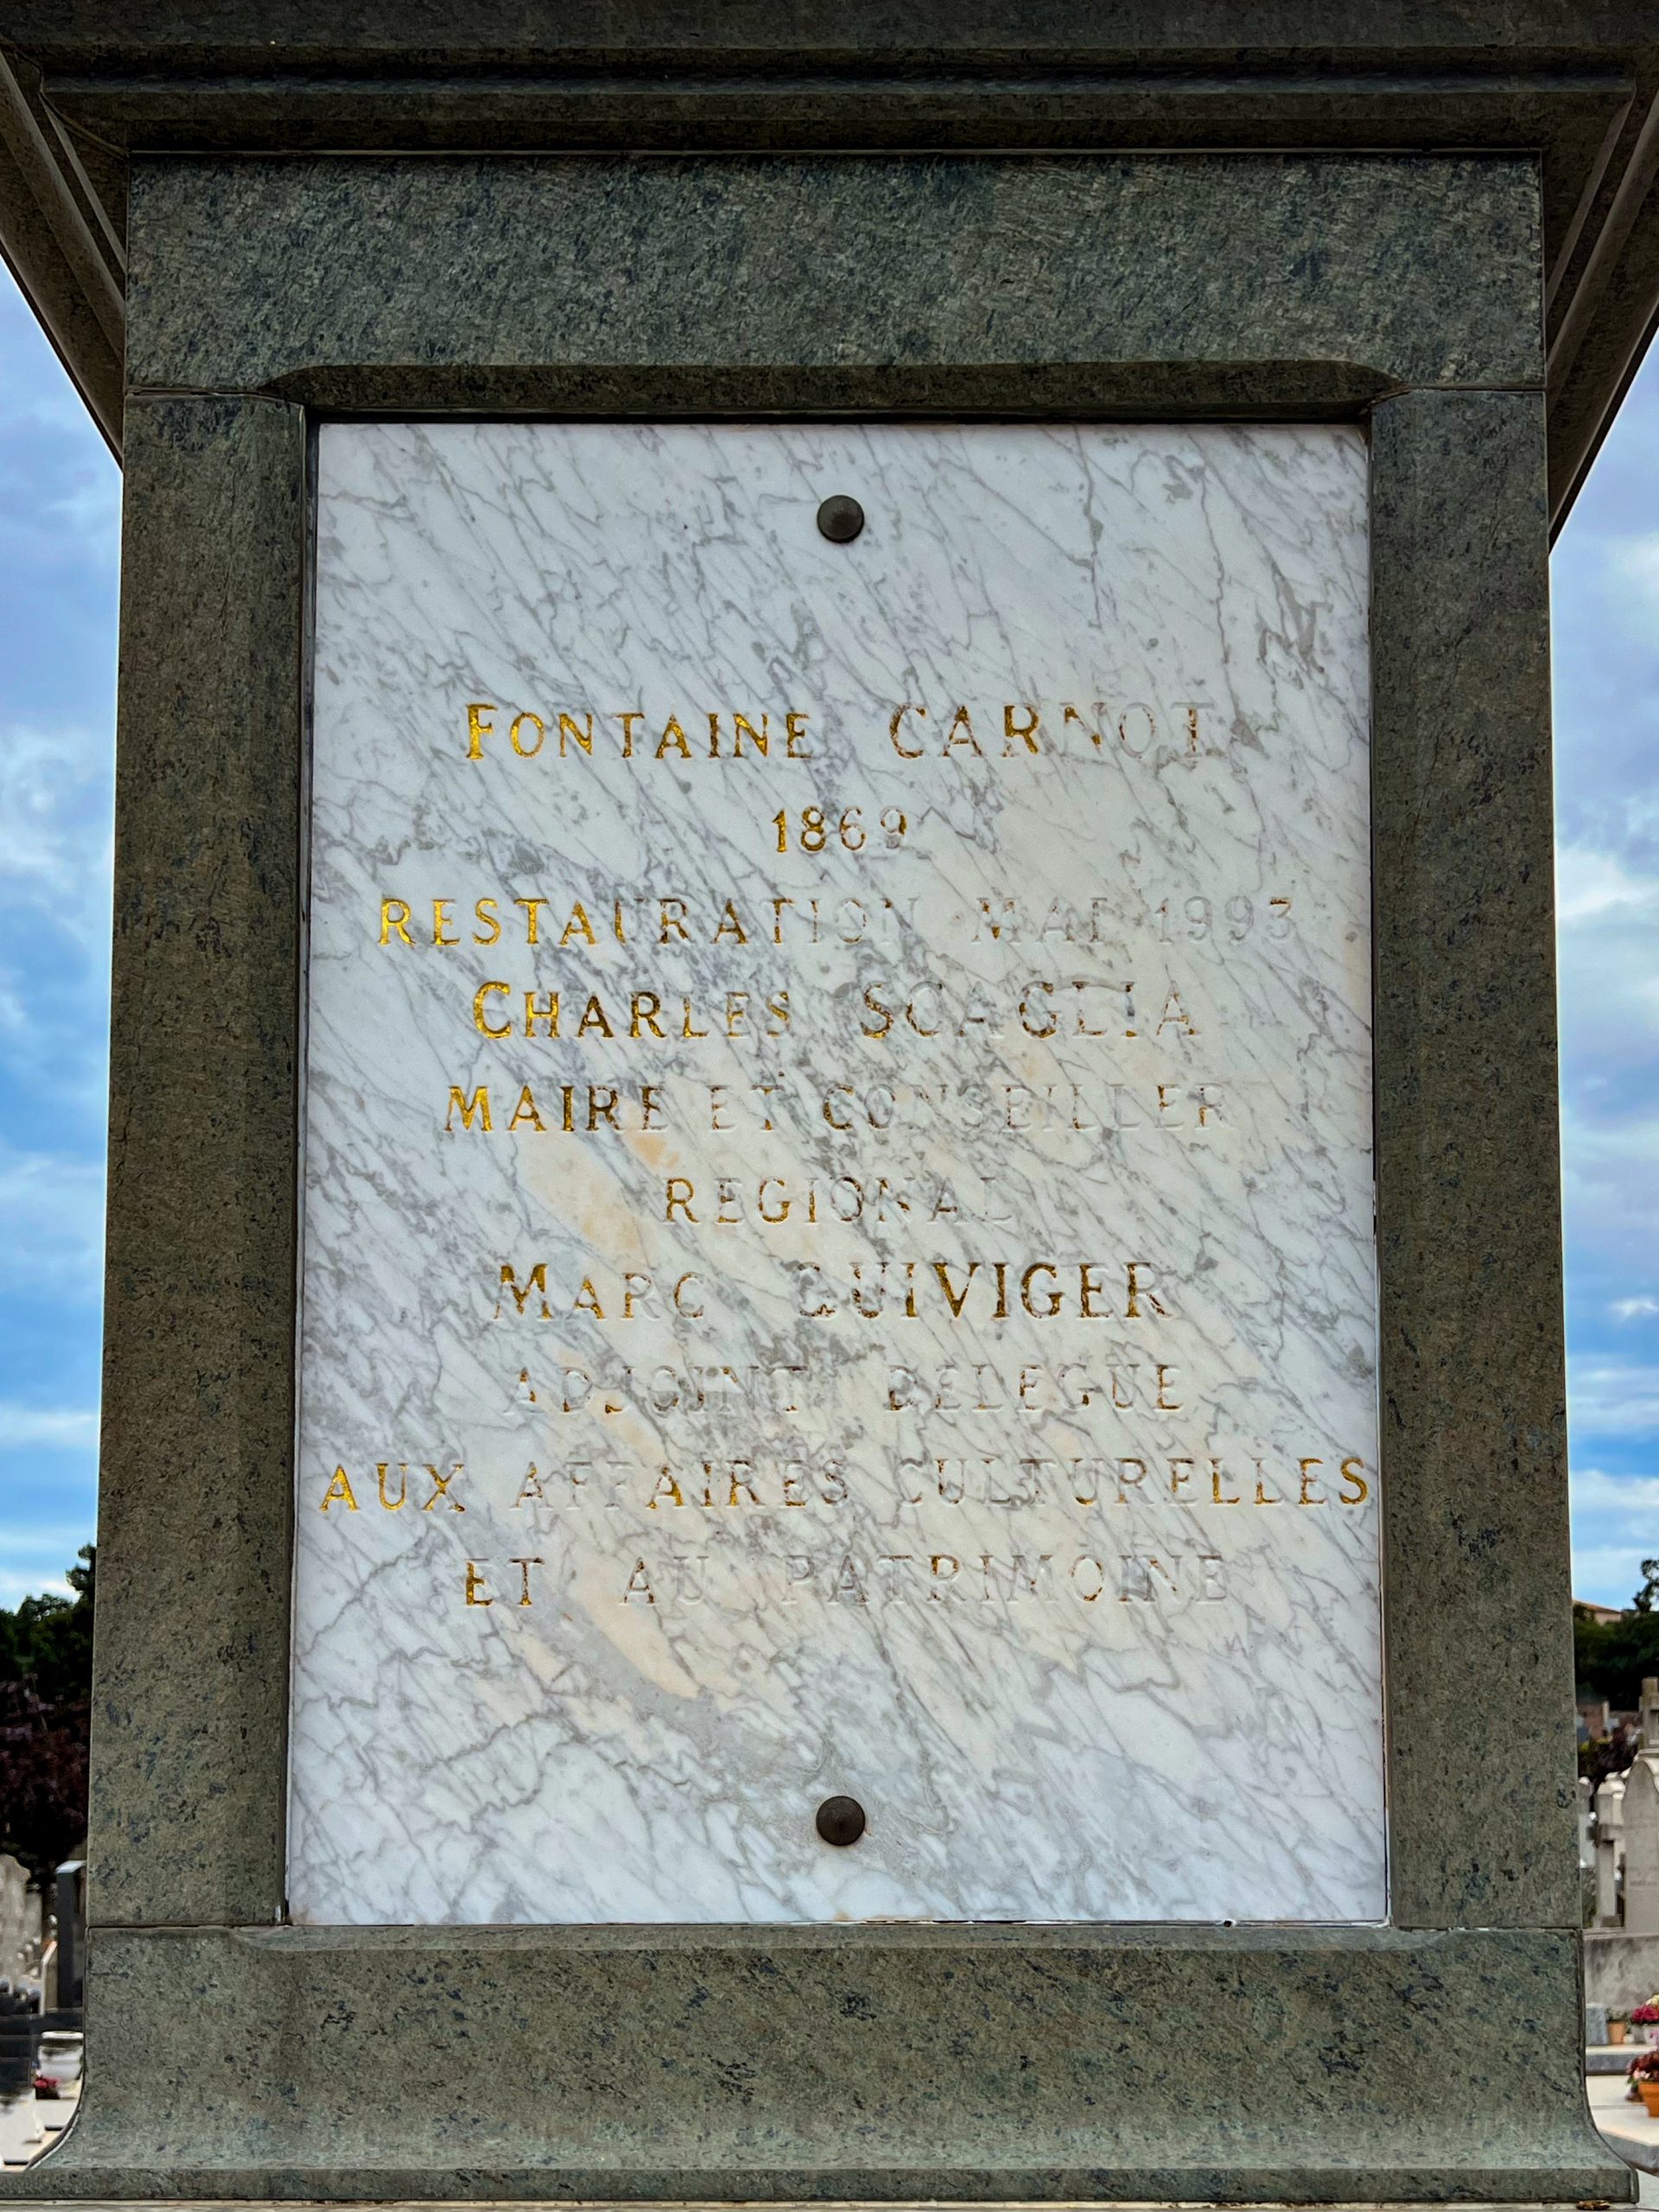 FONTAINE CARNOT
1869
RESTAURATION MAI 1993
CHARLES SCAGLIA
MAIRE ET CONSEILLER
REGIONAL
MARC QUIVIGER
ADJOINT DELEGUE
AUX AFFAIRES CULTURELLES
ET AU PATRIMOINE